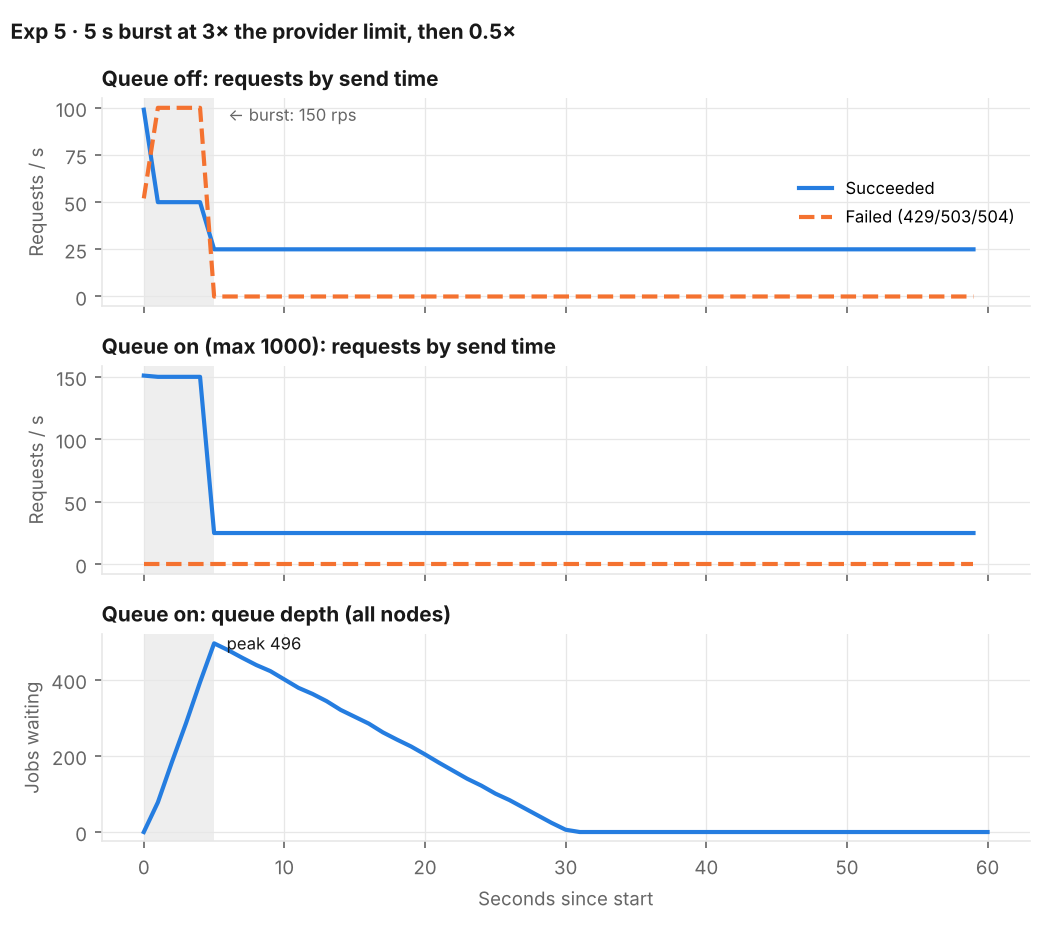 Exp 5 · 5 s burst at 3× the provider limit, then 0.5×
Queue off: requests by send time
Requests / s
100
75
50
25
0
← burst: 150 rps
Succeeded
Failed (429/503/504)
Queue on (max 1000): requests by send time
Requests / s
150
100
50
0
Queue on: queue depth (all nodes)
Jobs waiting
400
200
0
peak 496
0 10 20 30 40 50 60
Seconds since start